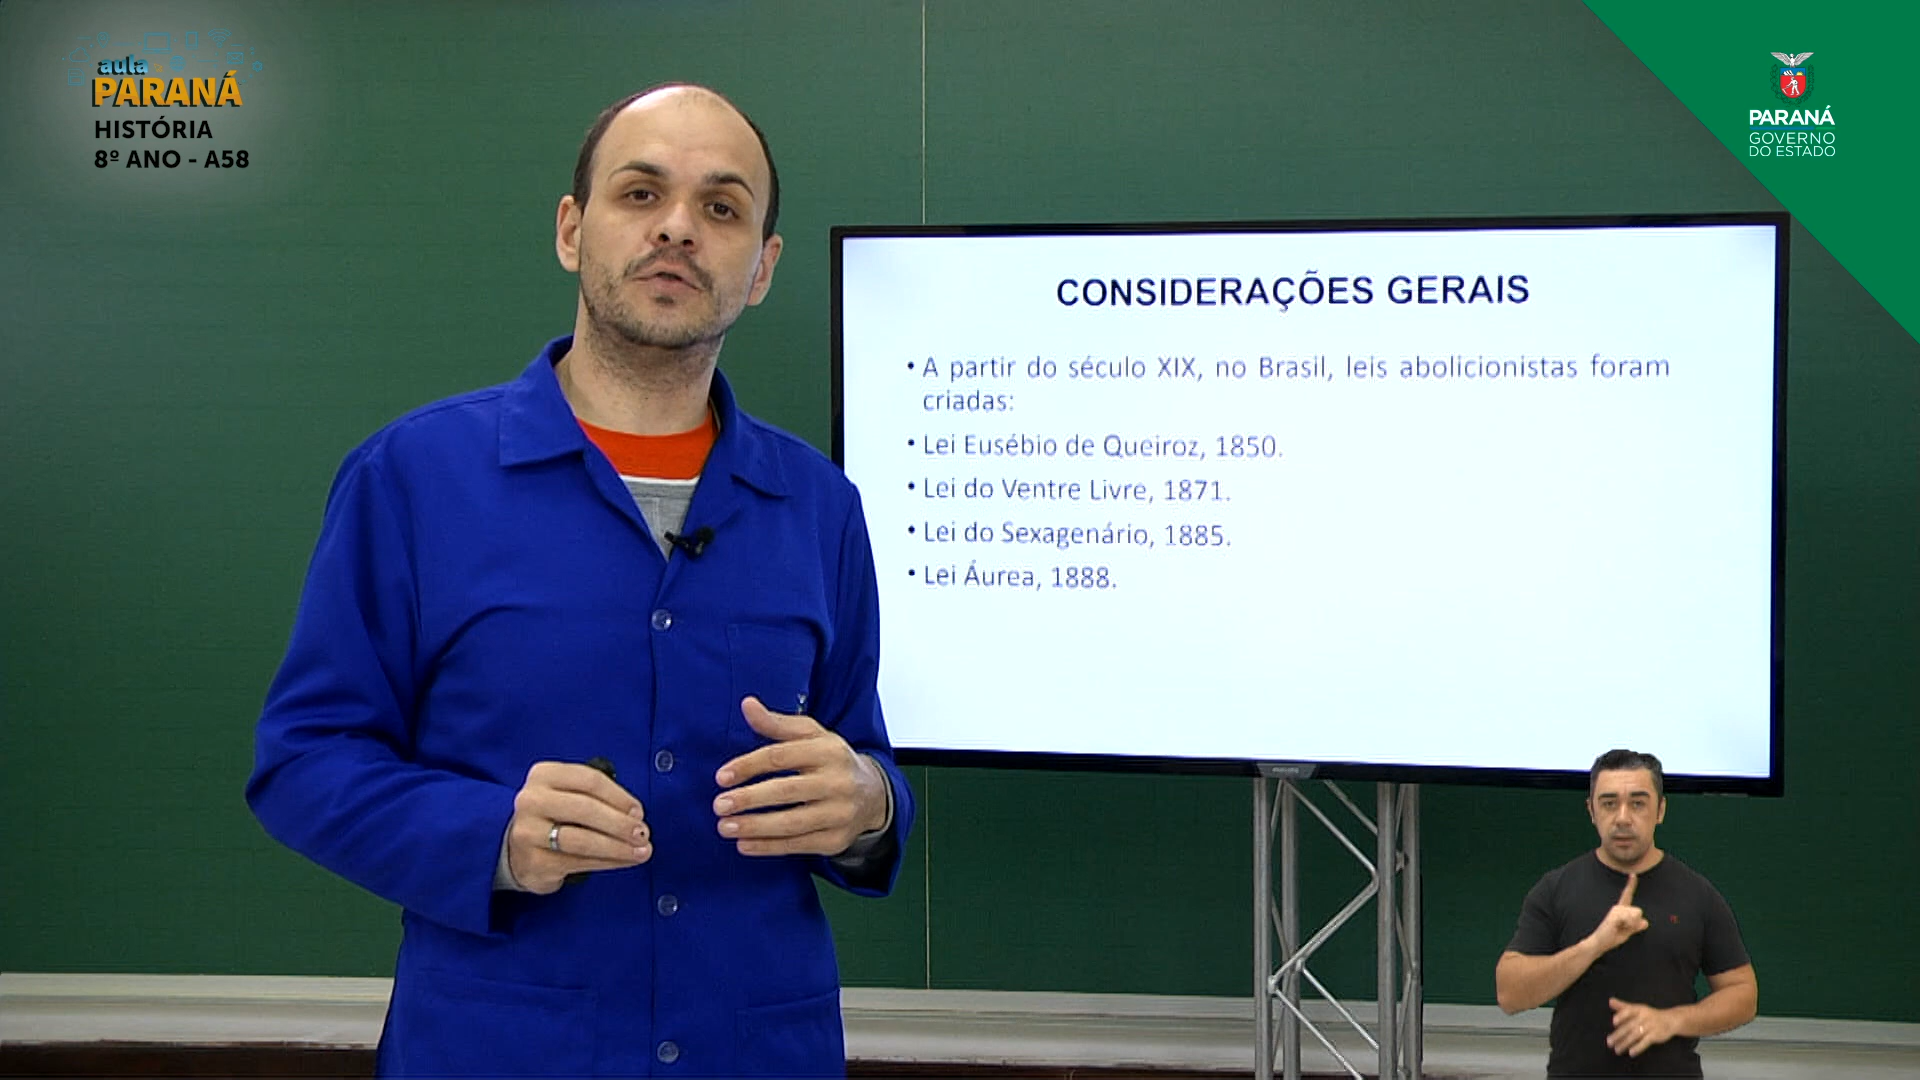 aula
PARANÁ
HISTÓRIA
8º ANO - A58
PARANÁ
GOVERNO
DO ESTADO
CONSIDERAÇÕES GERAIS
• A partir do século XIX, no Brasil, leis abolicionistas foram
criadas:
• Lei Eusébio de Queiroz, 1850.
• Lei do Ventre Livre, 1871.
• Lei do Sexagenário, 1885.
• Lei Áurea, 1888.